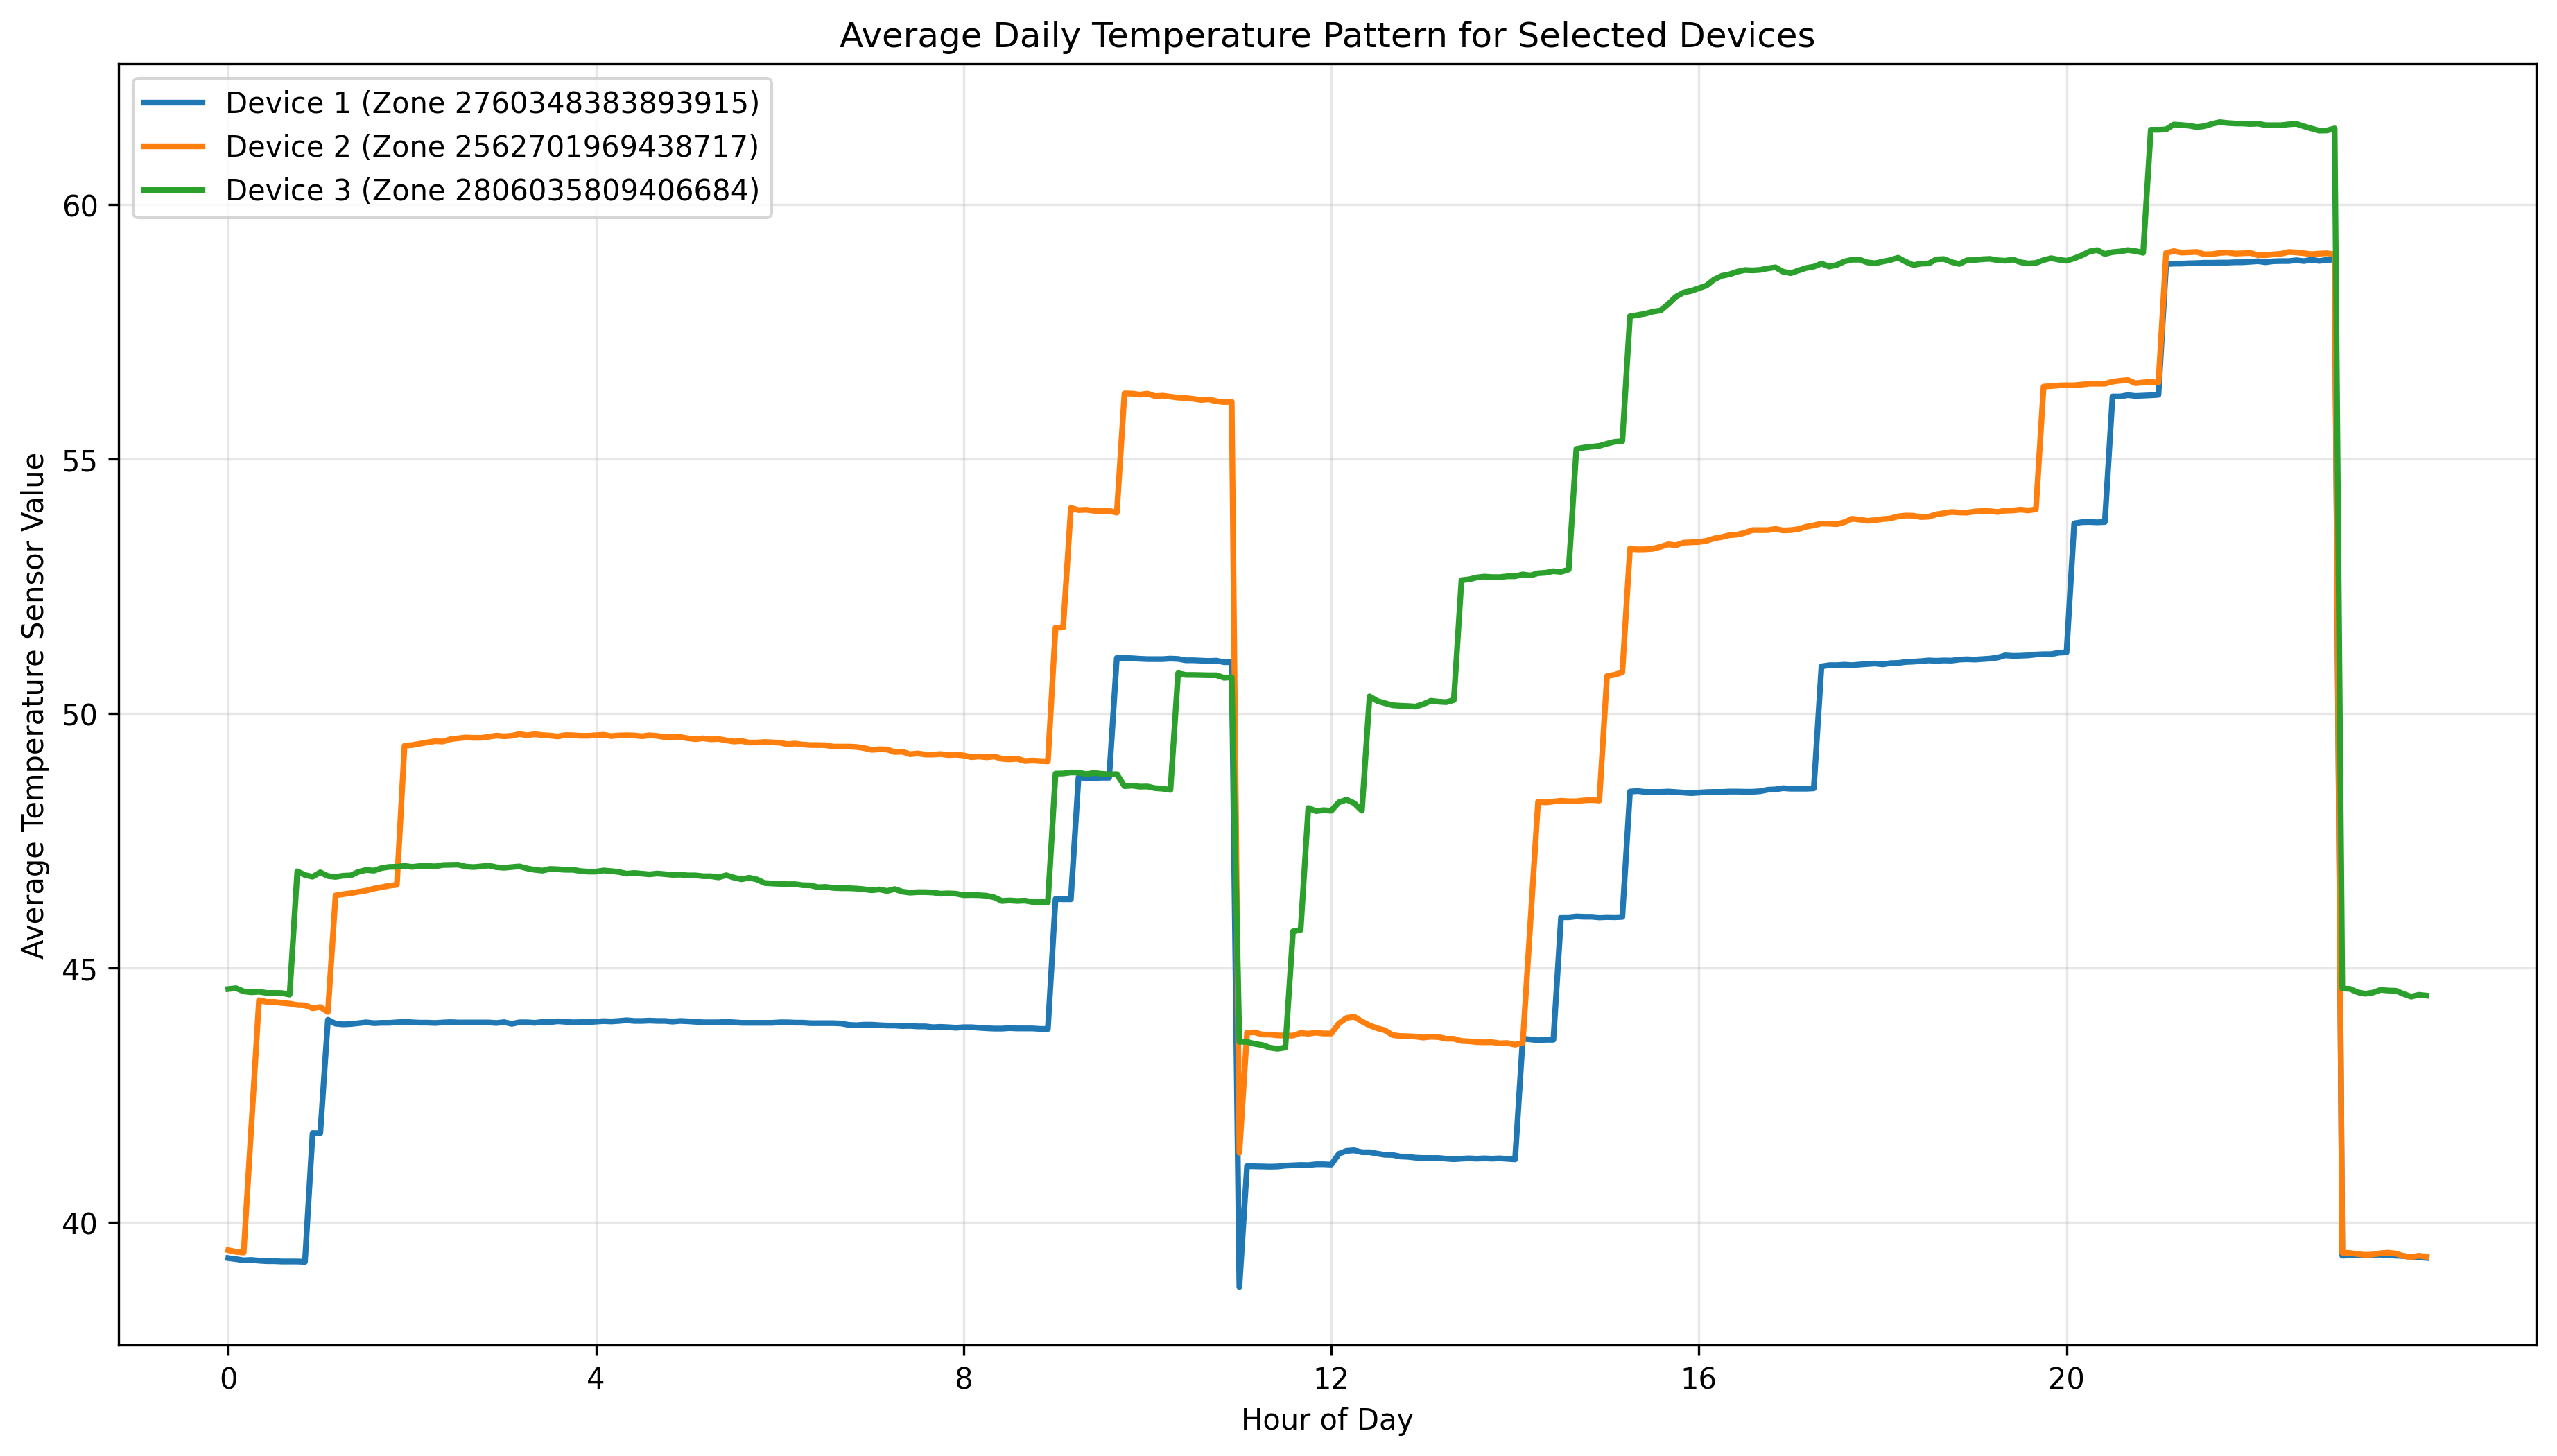 Average Daily Temperature Pattern for Selected Devices
Device 1 (Zone 2760348383893915)
Device 2 (Zone 2562701969438717)
Device 3 (Zone 2806035809406684)
Average Temperature Sensor Value
60
55
50
45
40
0 4 8 12 16 20
Hour of Day